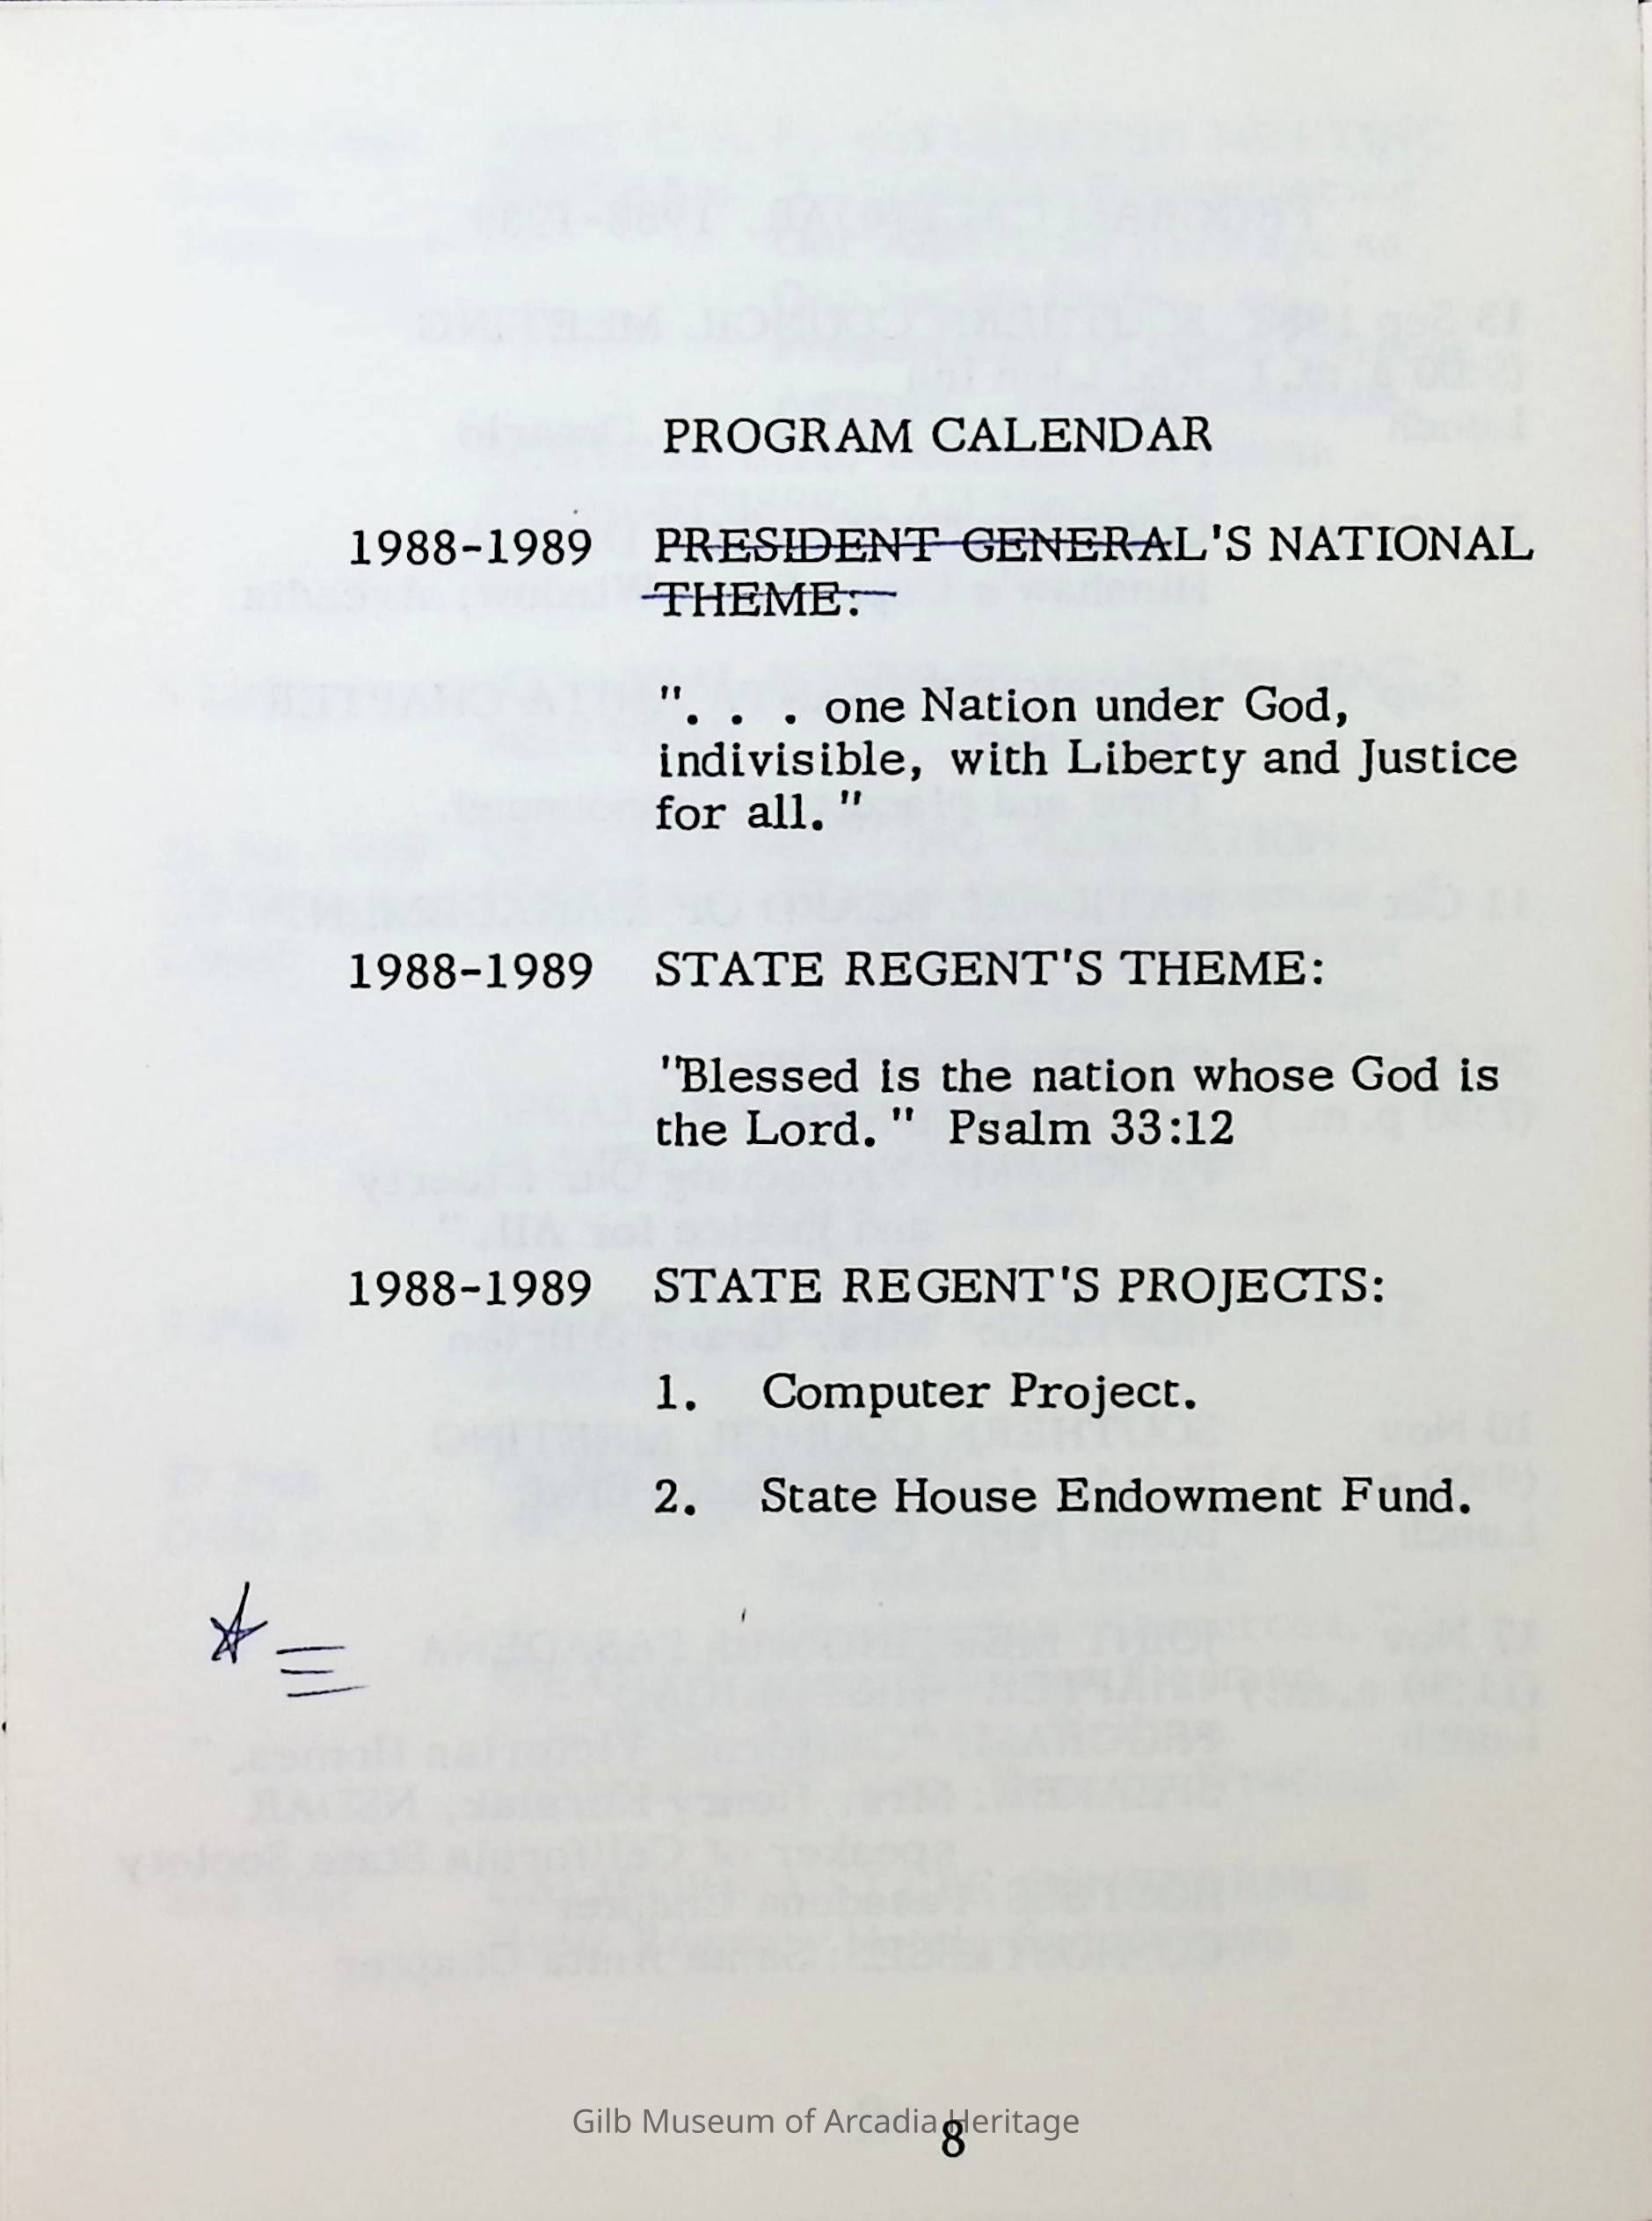 PROGRAM CALENDAR
1988-1989 PRESIDENT GENERAL'S NATIONAL
THEME:
". . . one Nation under God,
indivisible, with Liberty and Justice
for all."
1988-1989 STATE REGENT'S THEME:
"Blessed is the nation whose God is
the Lord." Psalm 33:12
1988-1989 STATE REGENT'S PROJECTS:
1. Computer Project.
2. State House Endowment Fund.
Gilb Museum of Arcadia Heritage
8